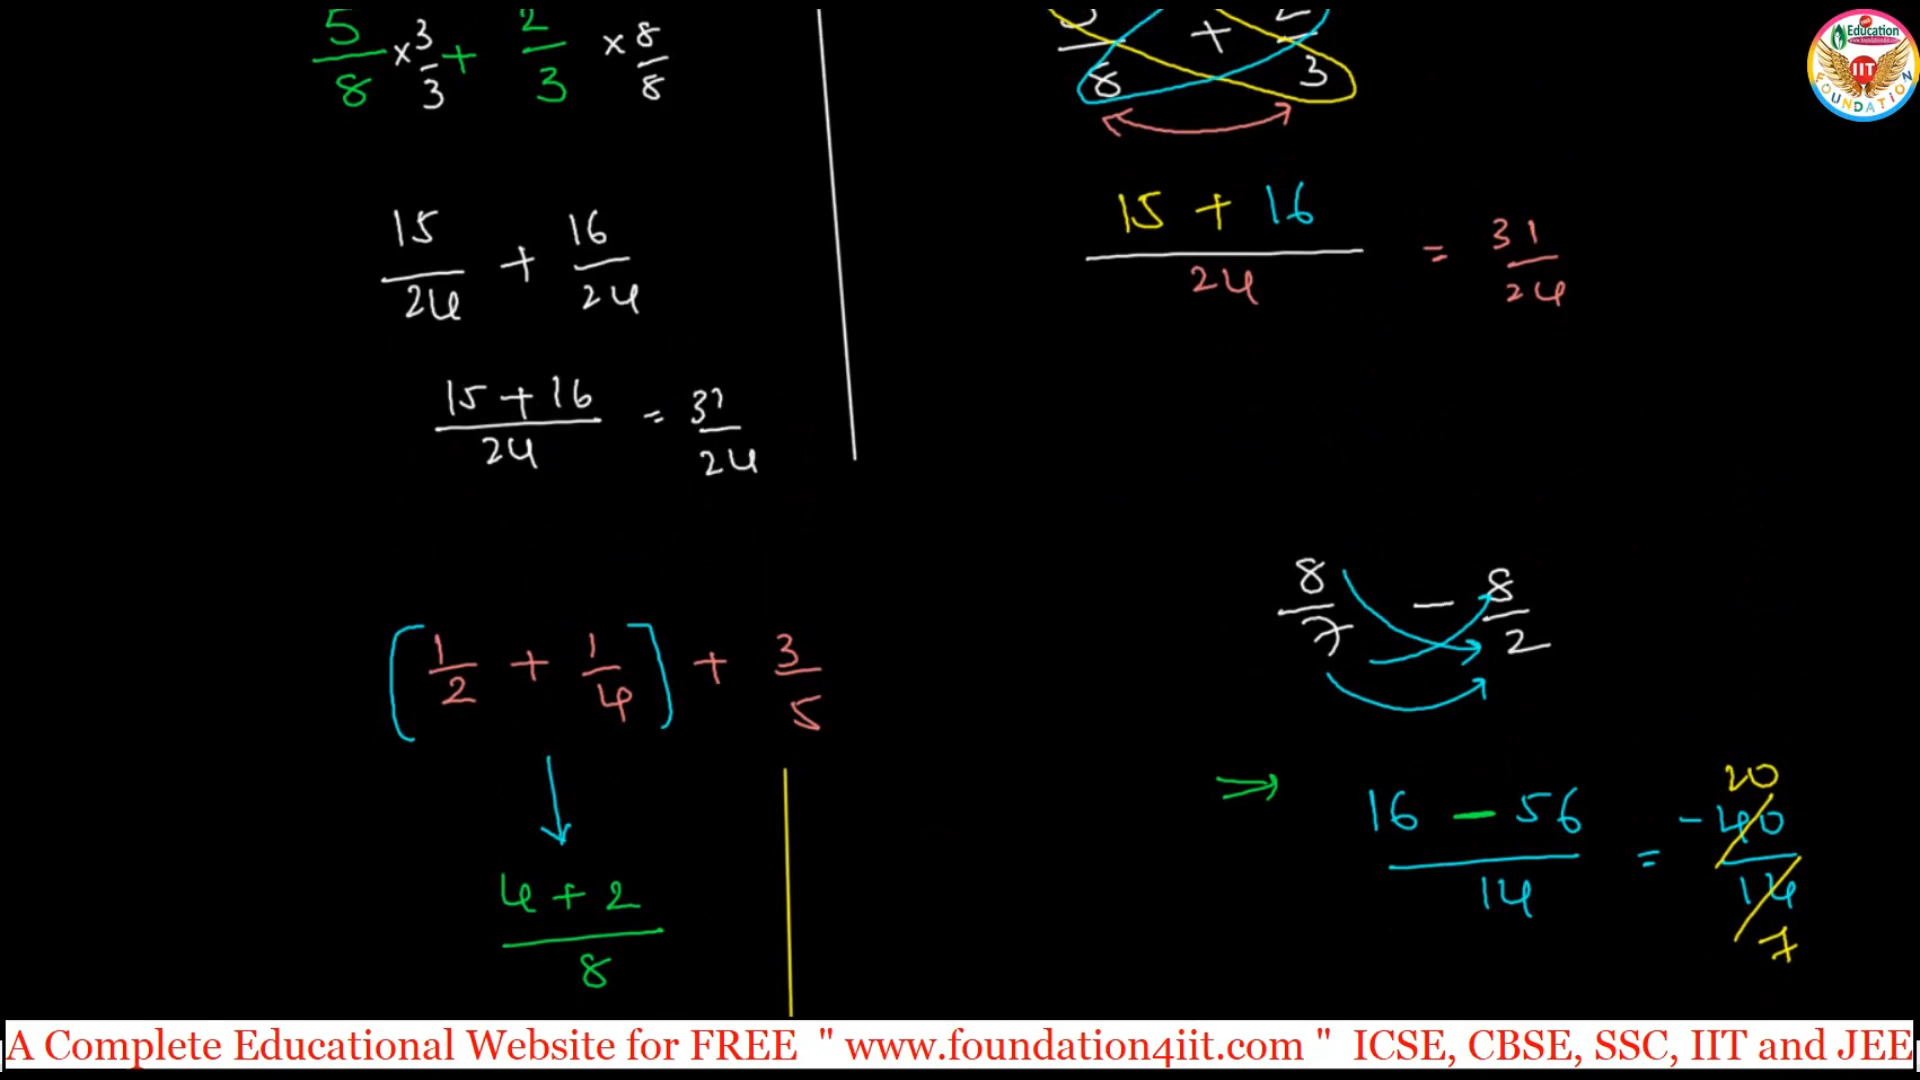 5/8 × 3/3 + 2/3 × 8/8
15/24 + 16/24
(15 + 16)/24 = 31/24
[1/2 + 1/4] + 3/5
(4 + 2)/8
/8 + 2/3
(15 + 16)/24 = 31/24
8/7 - 8/2
⇒ (16 - 56)/14 = -40/14
20
7
Education
IIT
FOUNDATION
A Complete Educational Website for FREE " www.foundation4iit.com " ICSE, CBSE, SSC, IIT and JEE